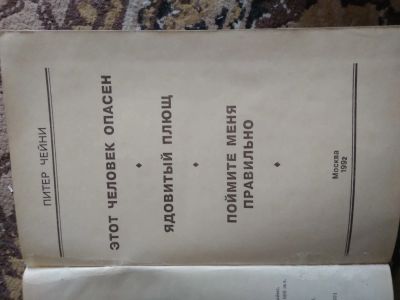 ПИТЕР ЧЕЙНИ
ЭТОТ ЧЕЛОВЕК ОПАСЕН
ЯДОВИТЫЙ ПЛЮЩ
ПОЙМИТЕ МЕНЯ
ПРАВИЛЬНО
Москва
1992